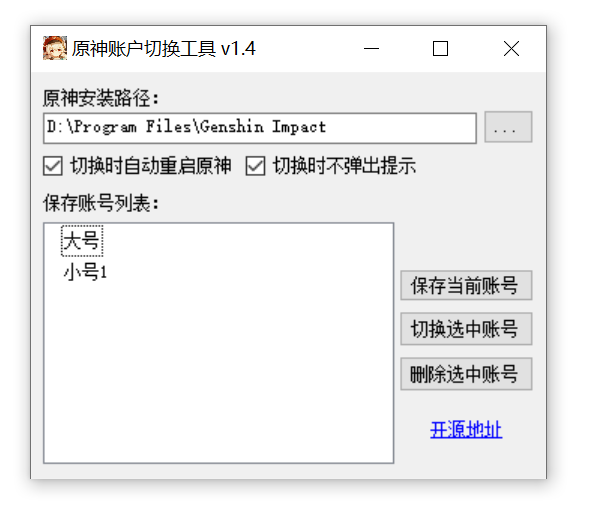 原神账户切换工具 v1.4
原神安装路径:
D:\Program Files\Genshin Impact
...
切换时自动重启原神 切换时不弹出提示
保存账号列表:
大号
小号1
保存当前账号
切换选中账号
删除选中账号
开源地址